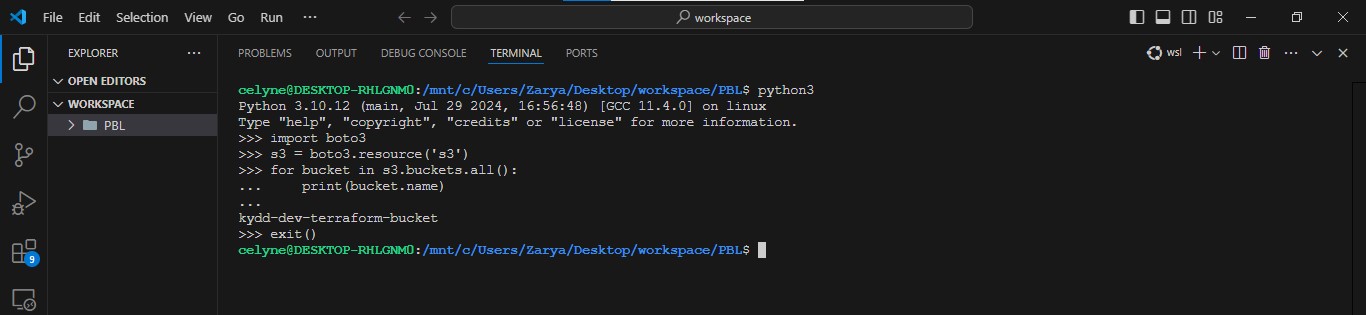 File Edit Selection View Go Run ··· workspace
EXPLORER ···
OPEN EDITORS
WORKSPACE
PBL
9
PROBLEMS OUTPUT DEBUG CONSOLE TERMINAL PORTS wsl
celyne@DESKTOP-RHLGNM0:/mnt/c/Users/Zarya/Desktop/workspace/PBL$ python3
Python 3.10.12 (main, Jul 29 2024, 16:56:48) [GCC 11.4.0] on linux
Type "help", "copyright", "credits" or "license" for more information.
>>> import boto3
>>> s3 = boto3.resource('s3')
>>> for bucket in s3.buckets.all():
...     print(bucket.name)
...
kydd-dev-terraform-bucket
>>> exit()
celyne@DESKTOP-RHLGNM0:/mnt/c/Users/Zarya/Desktop/workspace/PBL$